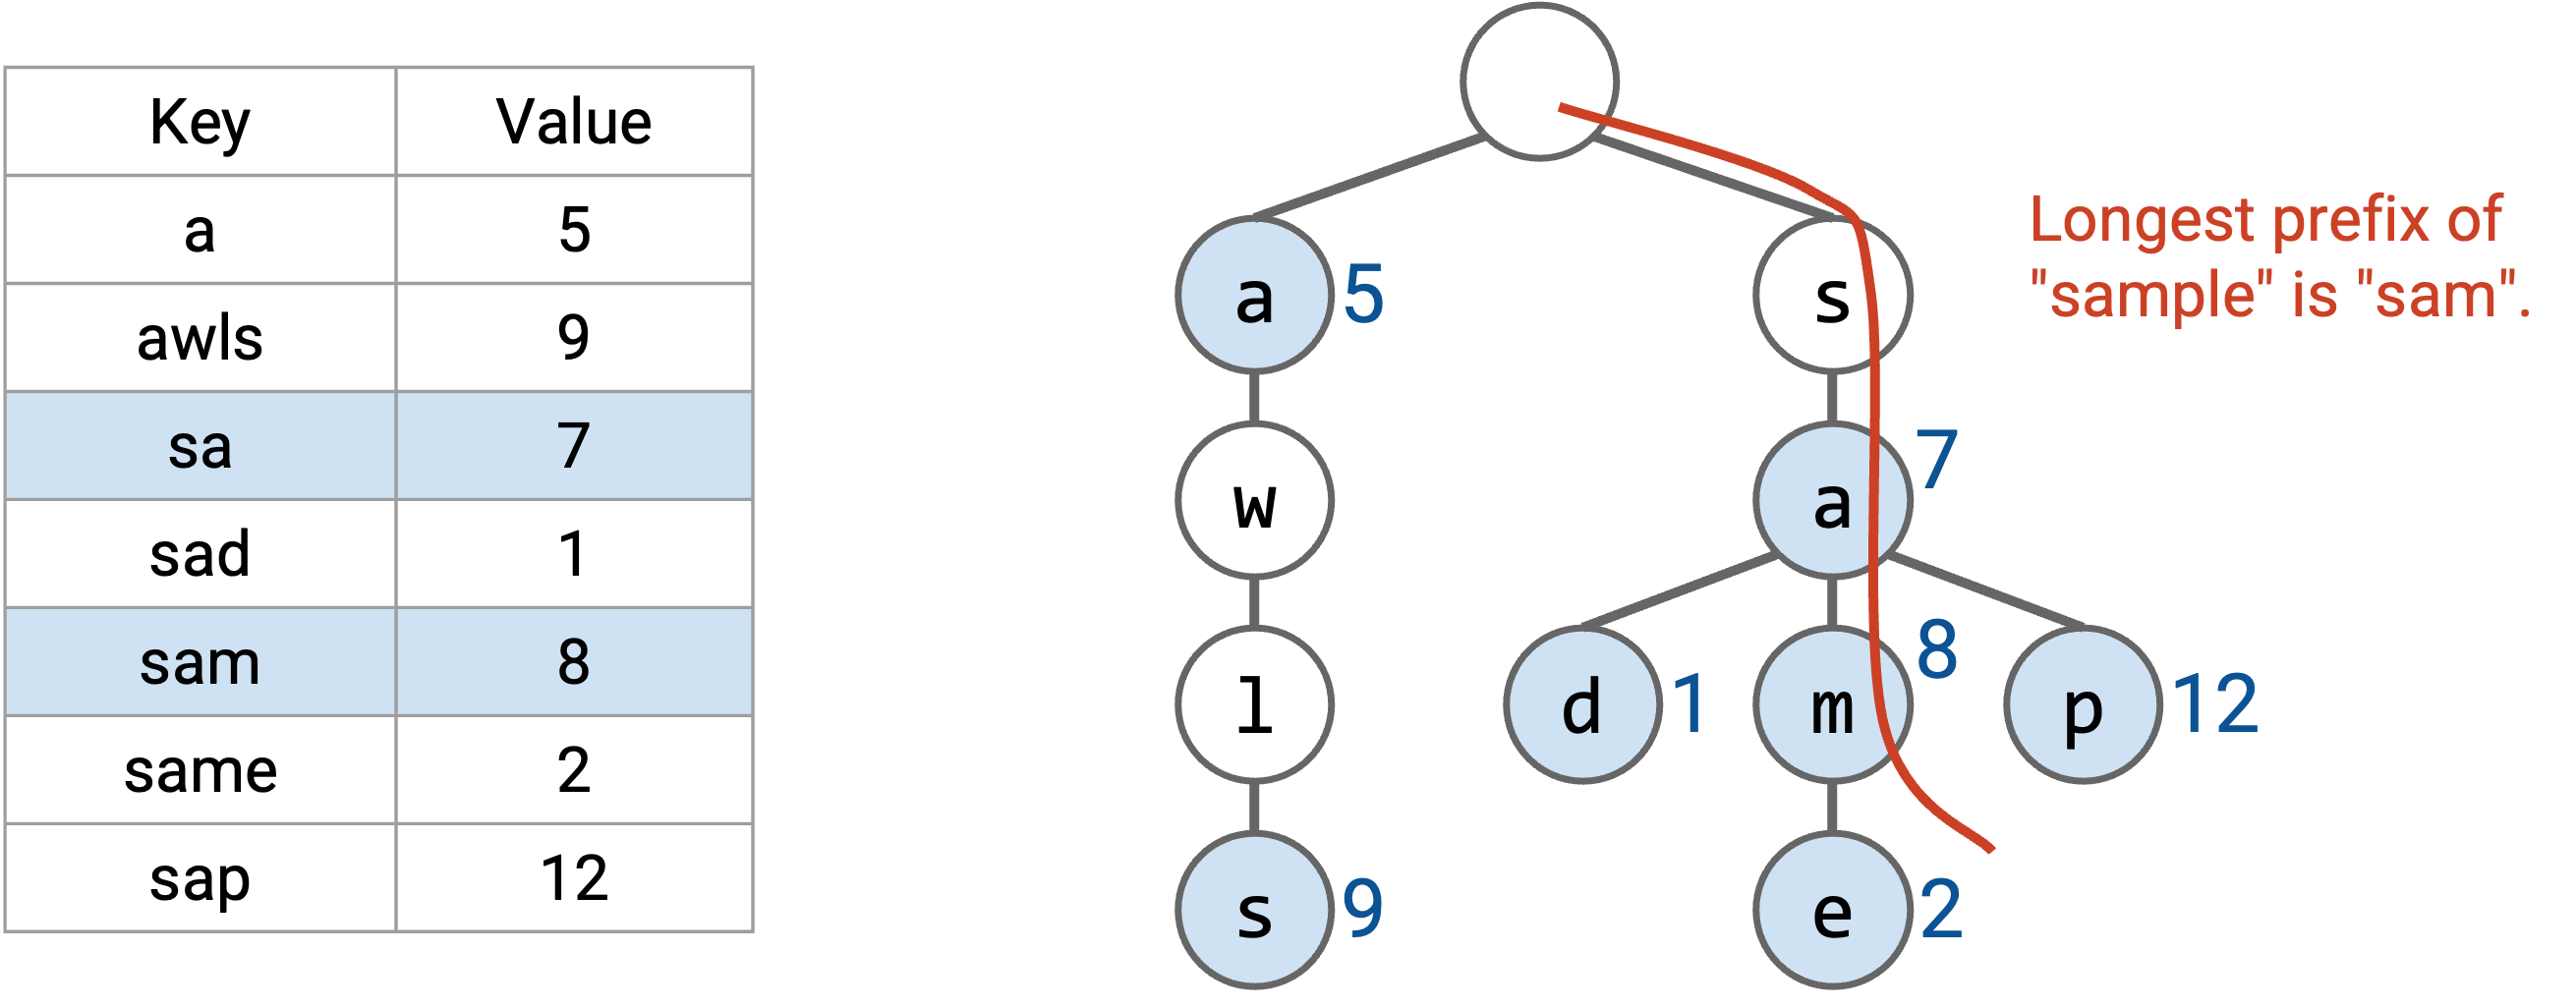 Key Value
a 5
awls 9
sa 7
sad 1
sam 8
same 2
sap 12
Longest prefix of
"sample" is "sam".
a 5 s
w a 7
l d 1 m 8 p 12
s 9 e 2